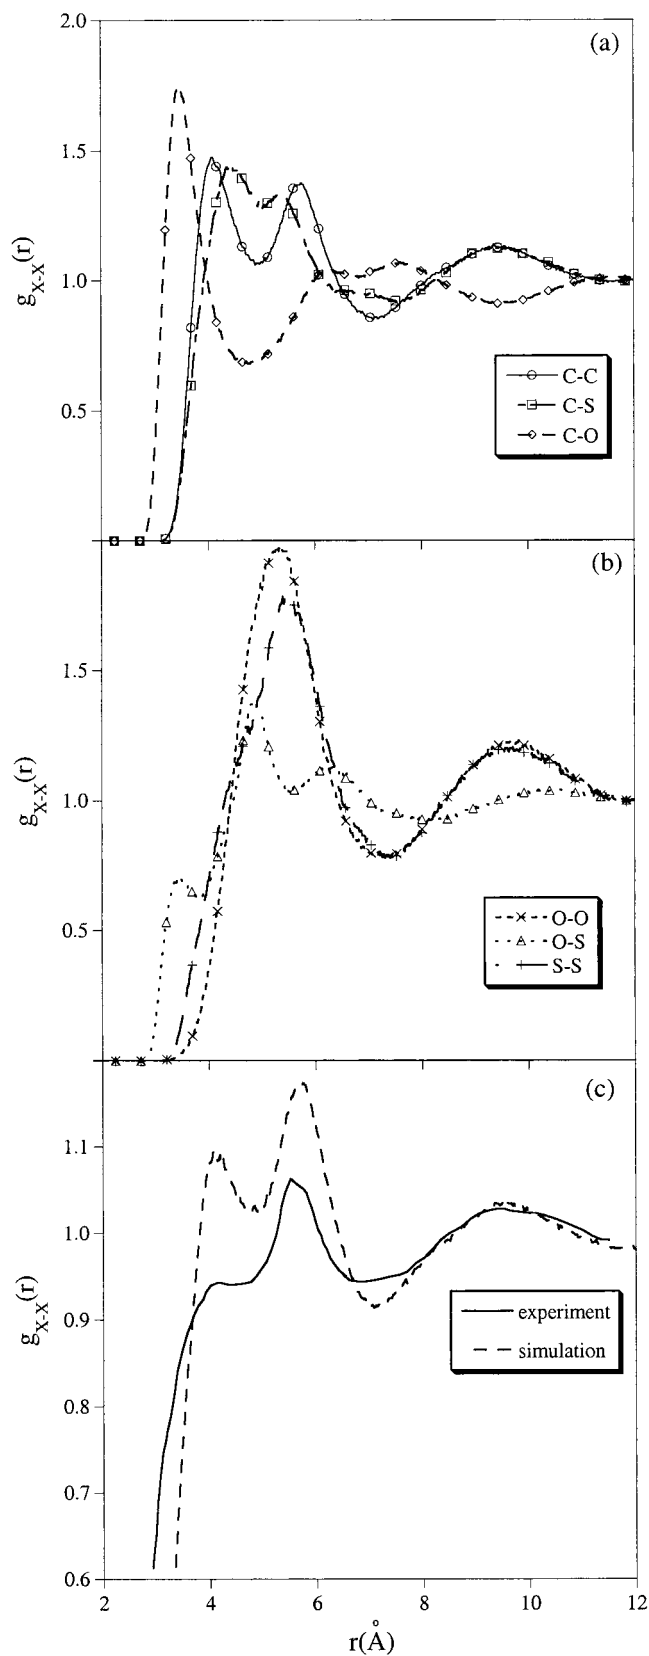 2.0
(a)
1.5
g_X-X(r)
1.0
0.5
C-C
C-S
C-O
(b)
1.5
g_X-X(r)
1.0
0.5
O-O
O-S
S-S
(c)
1.1
1.0
g_X-X(r)
0.9
experiment
simulation
0.8
0.7
0.6
2 4 6 8 10 12
r(Å)